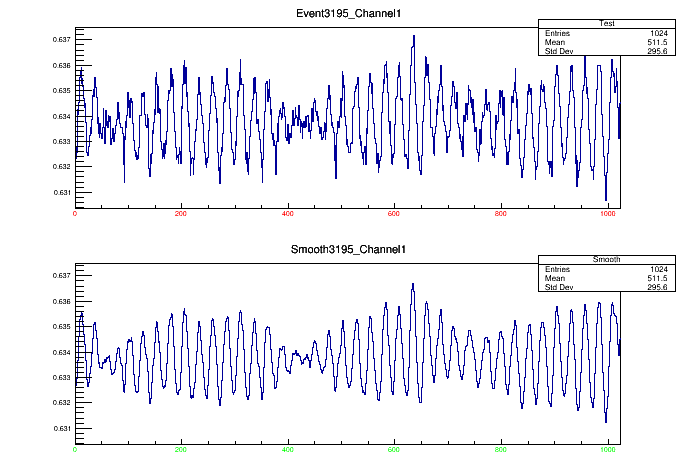 Event3195_Channel1
Test
Entries 1024
Mean 511.5
Std Dev 295.6
0.637
0.636
0.635
0.634
0.633
0.632
0.631
0 200 400 600 800 1000
Smooth3195_Channel1
Smooth
Entries 1024
Mean 511.5
Std Dev 295.6
0.637
0.636
0.635
0.634
0.633
0.632
0.631
0 200 400 600 800 1000